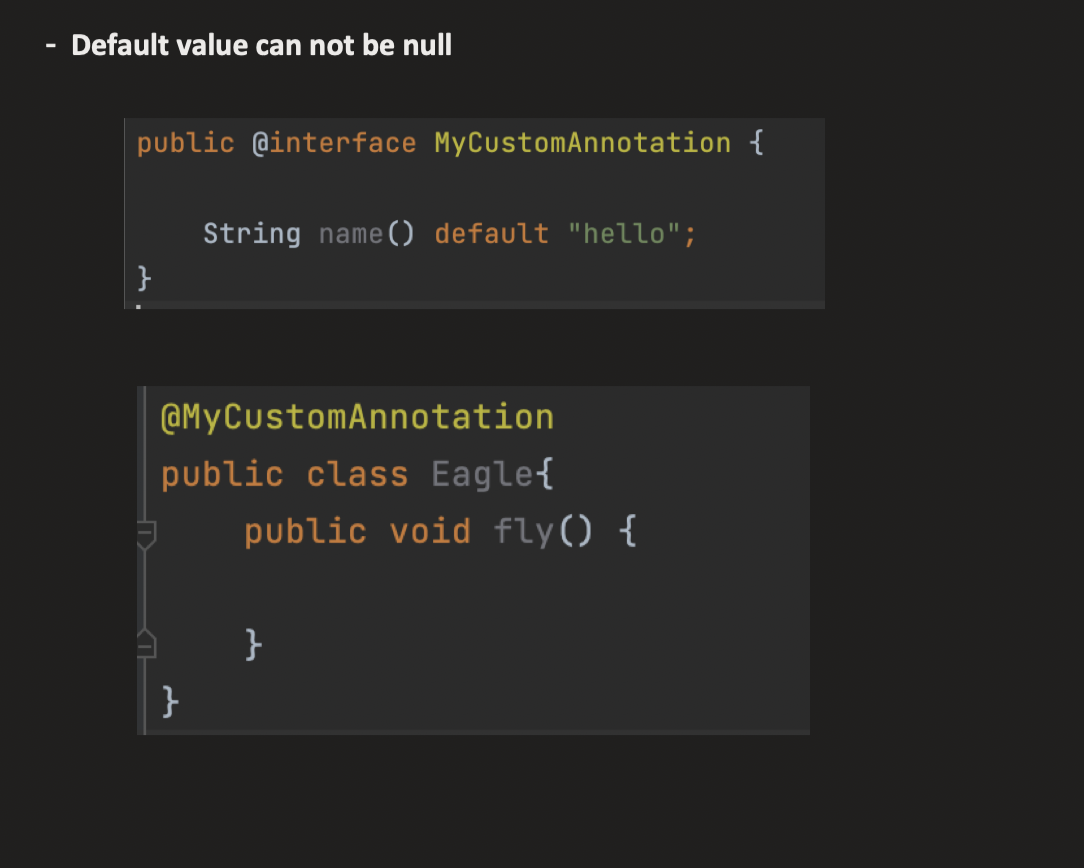 - Default value can not be null
public @interface MyCustomAnnotation {
String name() default "hello";
}
@MyCustomAnnotation
public class Eagle{
public void fly() {
}
}